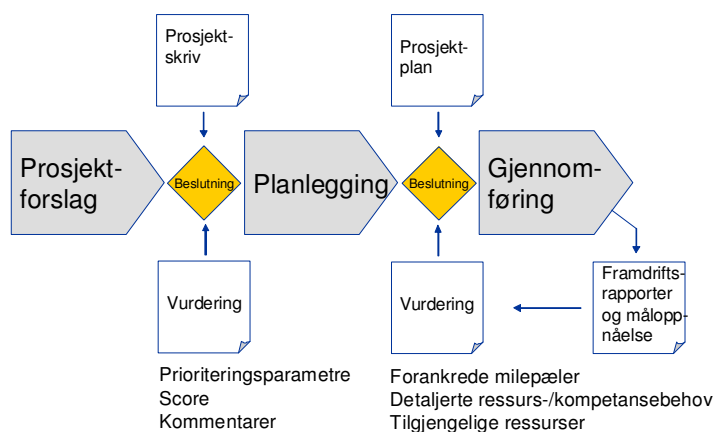 Prosjekt-
skriv
Prosjekt-
plan
Prosjekt-
forslag
Beslutning
Planlegging
Beslutning
Gjennom-
føring
Vurdering
Vurdering
Framdrifts-
rapporter
og målopp-
nåelse
Prioriteringsparametre
Score
Kommentarer
Forankrede milepæler
Detaljerte ressurs-/kompetansebehov
Tilgjengelige ressurser